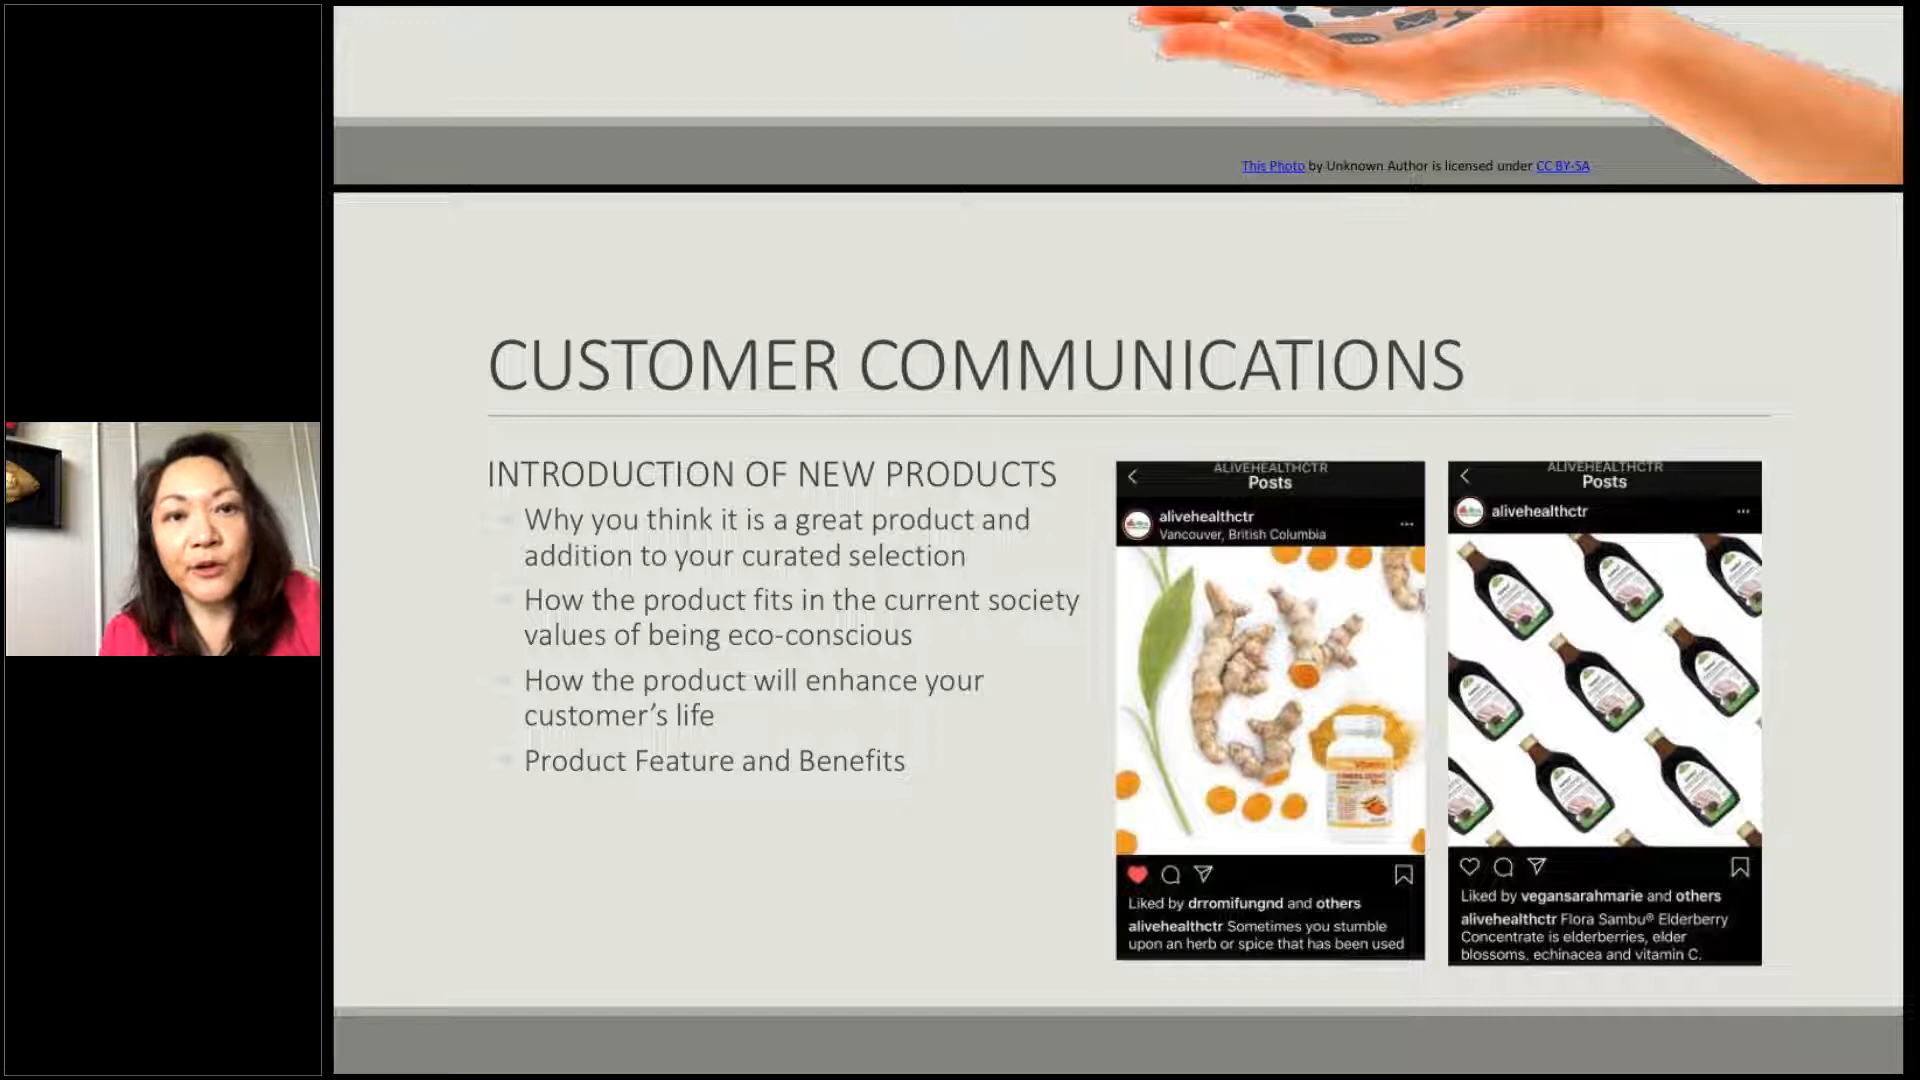 This Photo by Unknown Author is licensed under CC BY-SA
CUSTOMER COMMUNICATIONS
INTRODUCTION OF NEW PRODUCTS
Why you think it is a great product and
addition to your curated selection
How the product fits in the current society
values of being eco-conscious
How the product will enhance your
customer’s life
Product Feature and Benefits
ALIVEHEALTHCTR
Posts
alivehealthctr
Vancouver, British Columbia
Liked by drromifungnd and others
alivehealthctr Sometimes you stumble
upon an herb or spice that has been used
ALIVEHEALTHCTR
Posts
alivehealthctr
Liked by vegansarahmarie and others
alivehealthctr Flora Sambu® Elderberry
Concentrate is elderberries, elder
blossoms, echinacea and vitamin C.